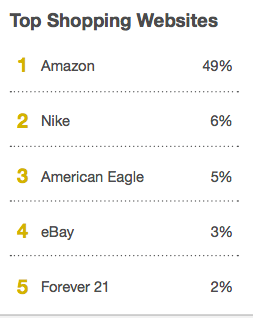 Top Shopping Websites
1 Amazon 49%
2 Nike 6%
3 American Eagle 5%
4 eBay 3%
5 Forever 21 2%